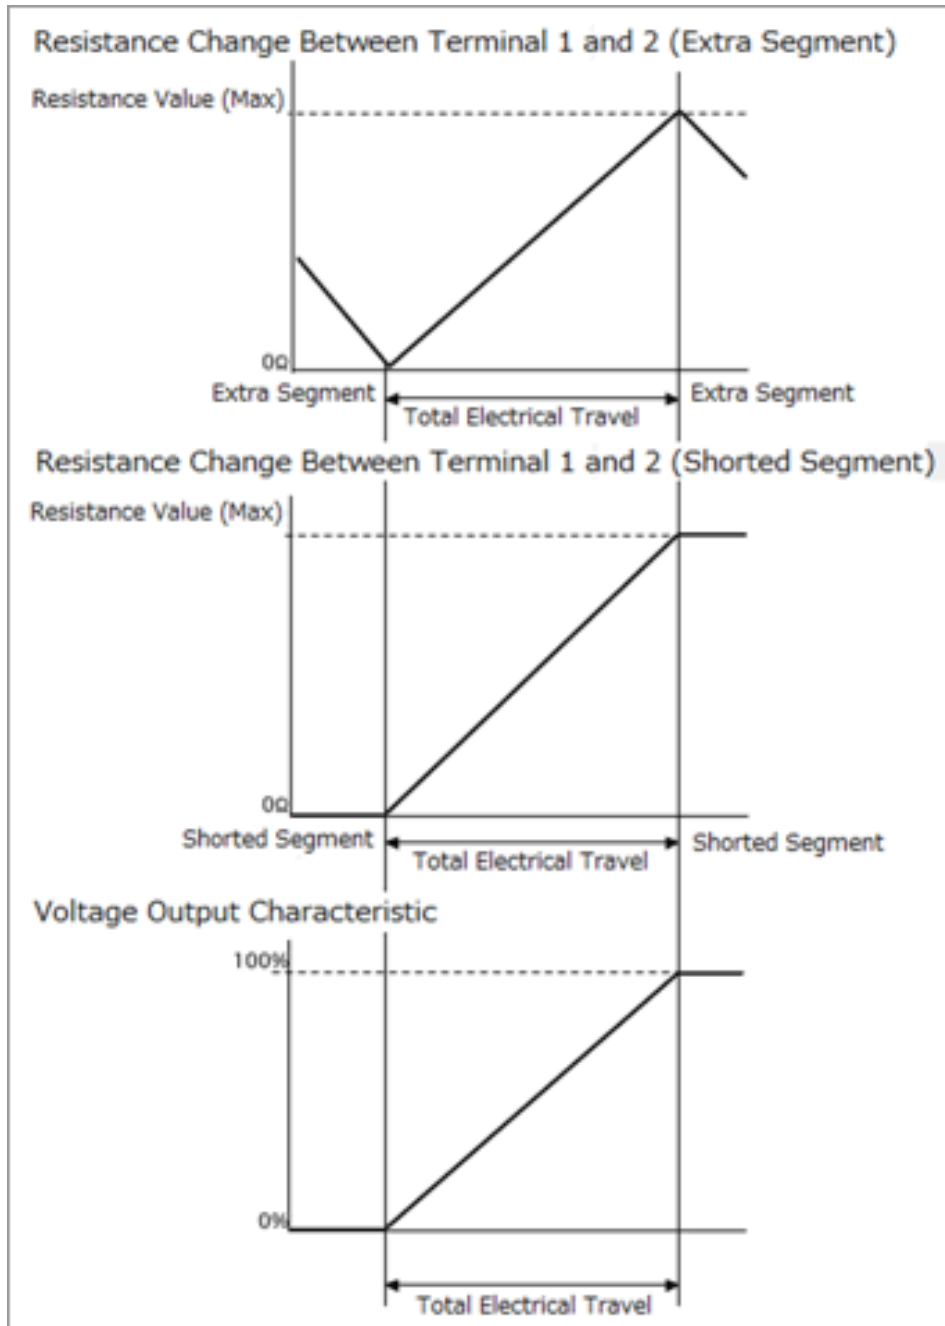 Resistance Change Between Terminal 1 and 2 (Extra Segment)
Resistance Value (Max)
0Ω
Extra Segment
Extra Segment
Total Electrical Travel
Resistance Change Between Terminal 1 and 2 (Shorted Segment)
Resistance Value (Max)
0Ω
Shorted Segment
Shorted Segment
Total Electrical Travel
Voltage Output Characteristic
100%
0%
Total Electrical Travel